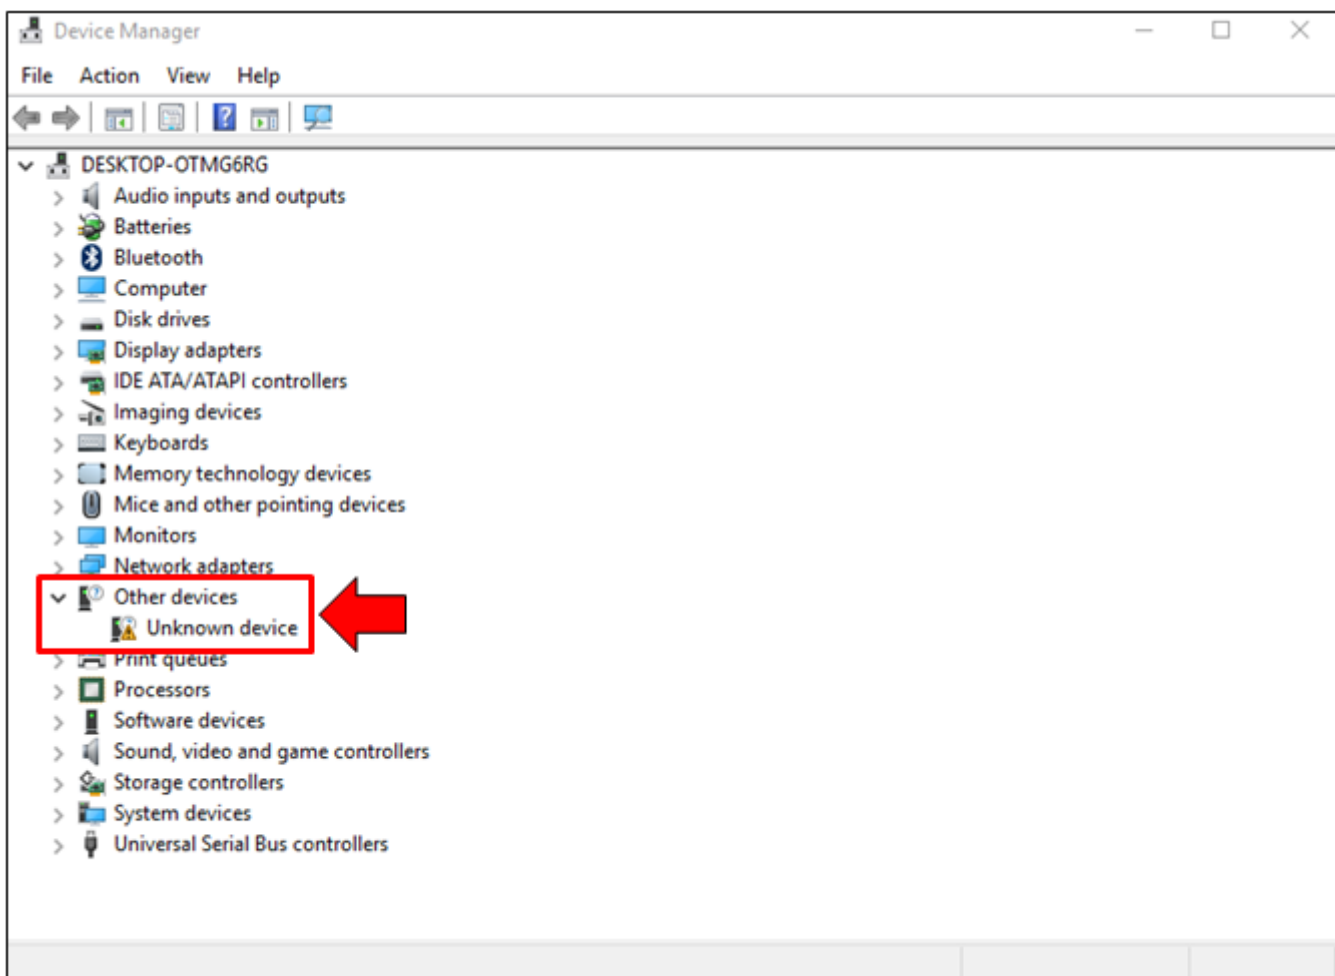 Device Manager
File Action View Help
DESKTOP-OTMG6RG
Audio inputs and outputs
Batteries
Bluetooth
Computer
Disk drives
Display adapters
IDE ATA/ATAPI controllers
Imaging devices
Keyboards
Memory technology devices
Mice and other pointing devices
Monitors
Network adapters
Other devices
Unknown device
Print queues
Processors
Software devices
Sound, video and game controllers
Storage controllers
System devices
Universal Serial Bus controllers